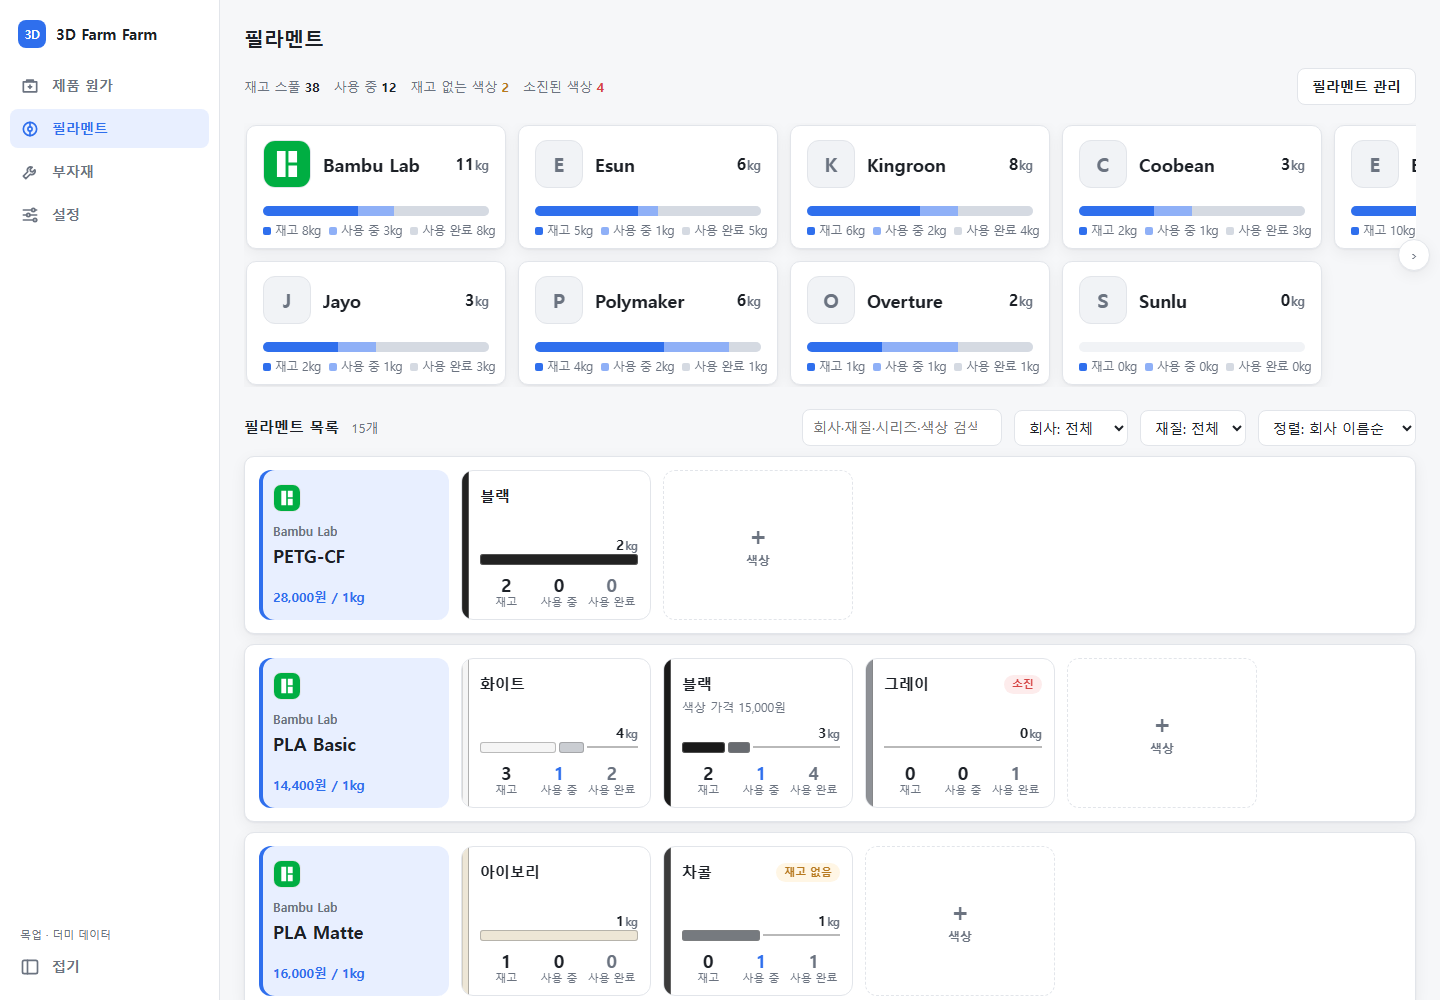 3D 3D Farm Farm
제품 원가
필라멘트
부자재
설정
목업 · 더미 데이터
접기
필라멘트
재고 스풀 38 사용 중 12 재고 없는 색상 2 소진된 색상 4
필라멘트 관리
Bambu Lab 11kg
재고 8kg 사용 중 3kg 사용 완료 8kg
E Esun 6kg
재고 5kg 사용 중 1kg 사용 완료 5kg
K Kingroon 8kg
재고 6kg 사용 중 2kg 사용 완료 4kg
C Coobean 3kg
재고 2kg 사용 중 1kg 사용 완료 3kg
E
재고 10kg
J Jayo 3kg
재고 2kg 사용 중 1kg 사용 완료 3kg
P Polymaker 6kg
재고 4kg 사용 중 2kg 사용 완료 1kg
O Overture 2kg
재고 1kg 사용 중 1kg 사용 완료 1kg
S Sunlu 0kg
재고 0kg 사용 중 0kg 사용 완료 0kg
›
필라멘트 목록 15개
회사·재질·시리즈·색상 검색
회사: 전체
재질: 전체
정렬: 회사 이름순
Bambu Lab
PETG-CF
28,000원 / 1kg
블랙
2kg
2 0 0
재고 사용 중 사용 완료
+
색상
Bambu Lab
PLA Basic
14,400원 / 1kg
화이트
4kg
3 1 2
재고 사용 중 사용 완료
블랙
색상 가격 15,000원
3kg
2 1 4
재고 사용 중 사용 완료
그레이 소진
0kg
0 0 1
재고 사용 중 사용 완료
+
색상
Bambu Lab
PLA Matte
16,000원 / 1kg
아이보리
1kg
1 0 0
재고 사용 중 사용 완료
차콜 재고 없음
1kg
0 1 1
재고 사용 중 사용 완료
+
색상